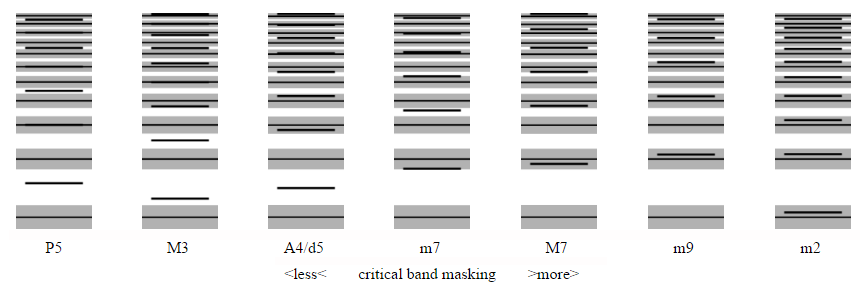 P5 M3 A4/d5 m7 M7 m9 m2
<less< critical band masking >more>